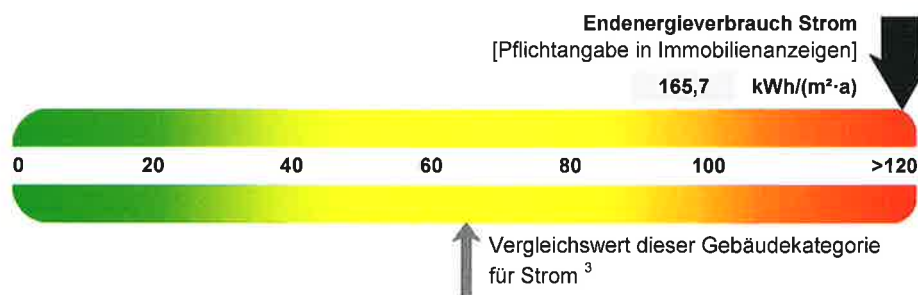 Endenergieverbrauch Strom
[Pflichtangabe in Immobilienanzeigen]
165,7 kWh/(m²·a)
0 20 40 60 80 100 >120
Vergleichswert dieser Gebäudekategorie
für Strom ³